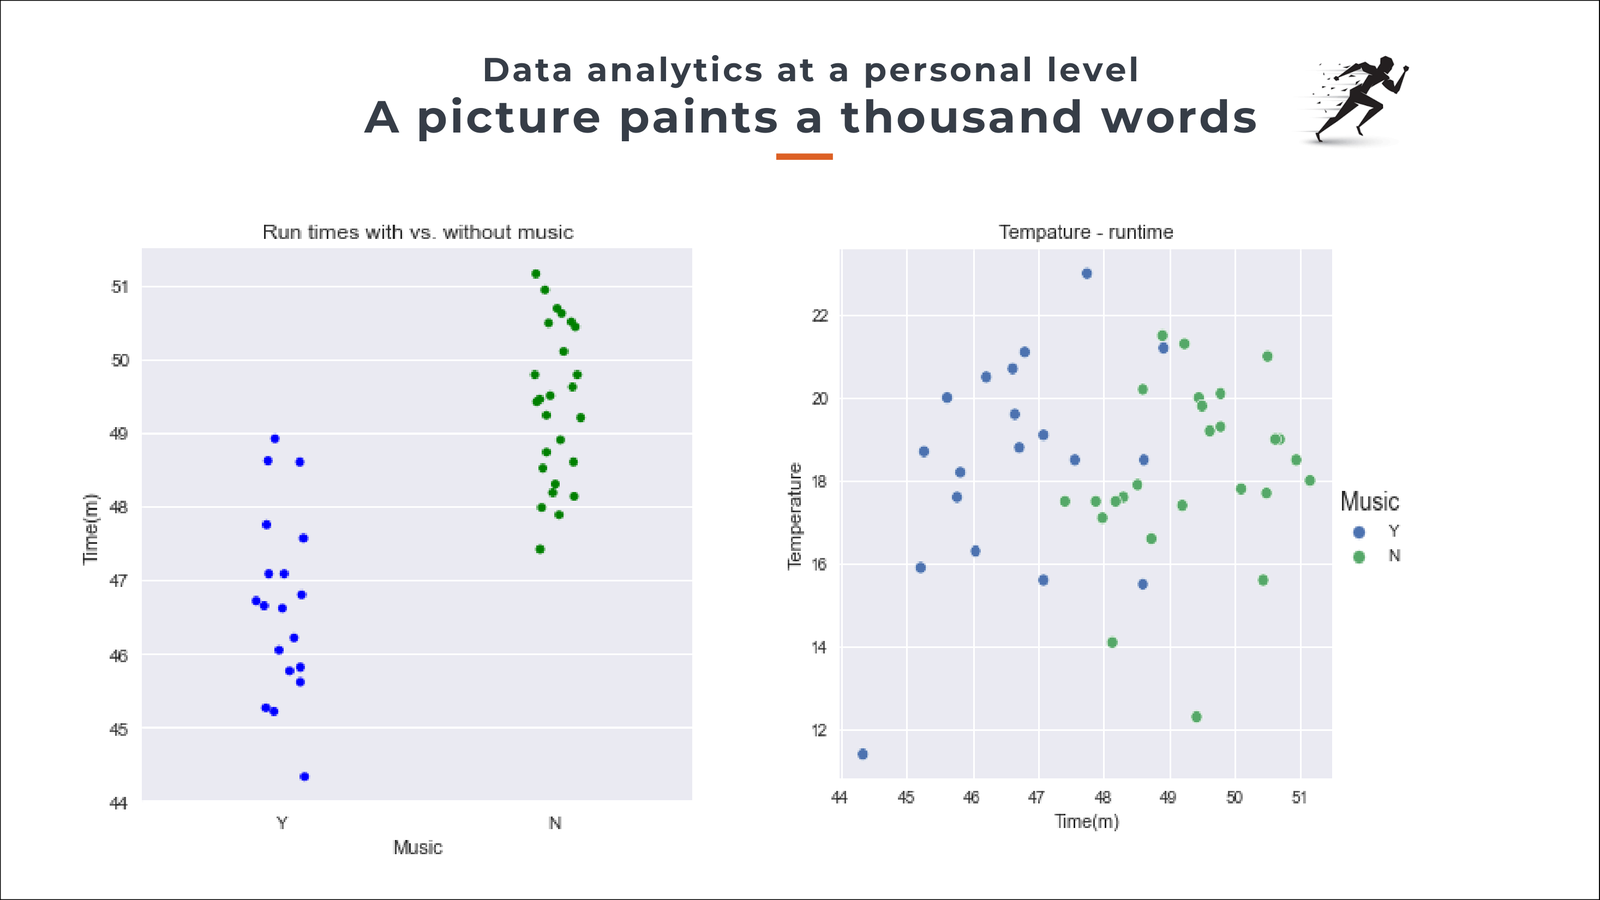 Data analytics at a personal level
A picture paints a thousand words
Run times with vs. without music
51
50
49
48
47
46
45
44
Time(m)
Y
N
Music
Tempature - runtime
22
20
18
16
14
12
Temperature
44
45
46
47
48
49
50
51
Time(m)
Music
Y
N